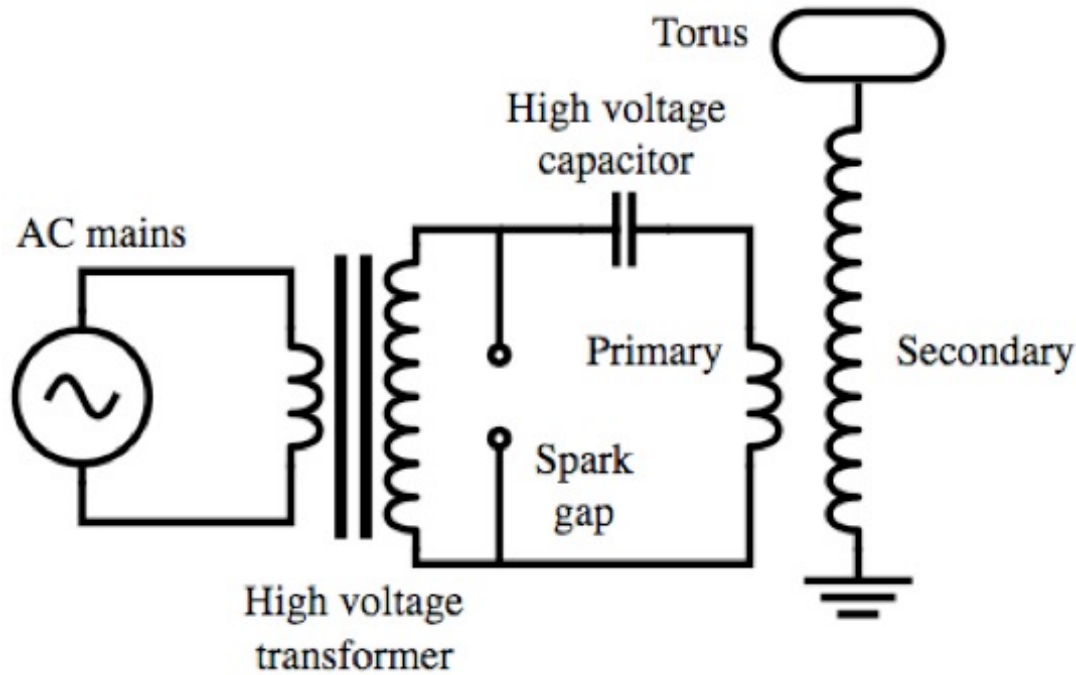 Torus
High voltage
capacitor
AC mains
Primary
Secondary
Spark
gap
High voltage
transformer